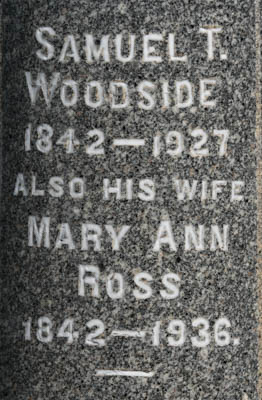 SAMUEL T.
WOODSIDE
1842—1927
ALSO HIS WIFE
MARY ANN
ROSS
1842—1936.